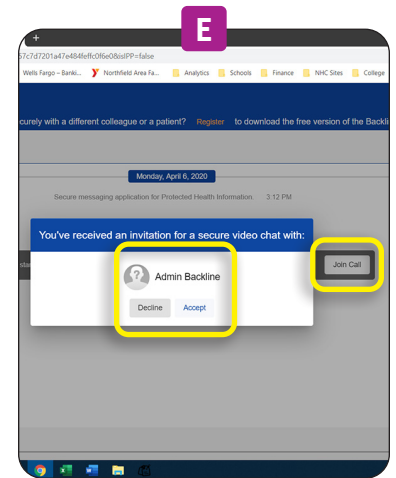 E
+
57c7d7201a47e484feffc0f6e0&isIPP=false
Wells Fargo – Banki... Northfield Area Fa... Analytics Schools Finance NHC Sites College
curely with a different colleague or a patient? Register to download the free version of the Backli
Monday, April 6, 2020
Secure messaging application for Protected Health Information. 3:12 PM
You've received an invitation for a secure video chat with:
star
Join Call
Admin Backline
Decline Accept